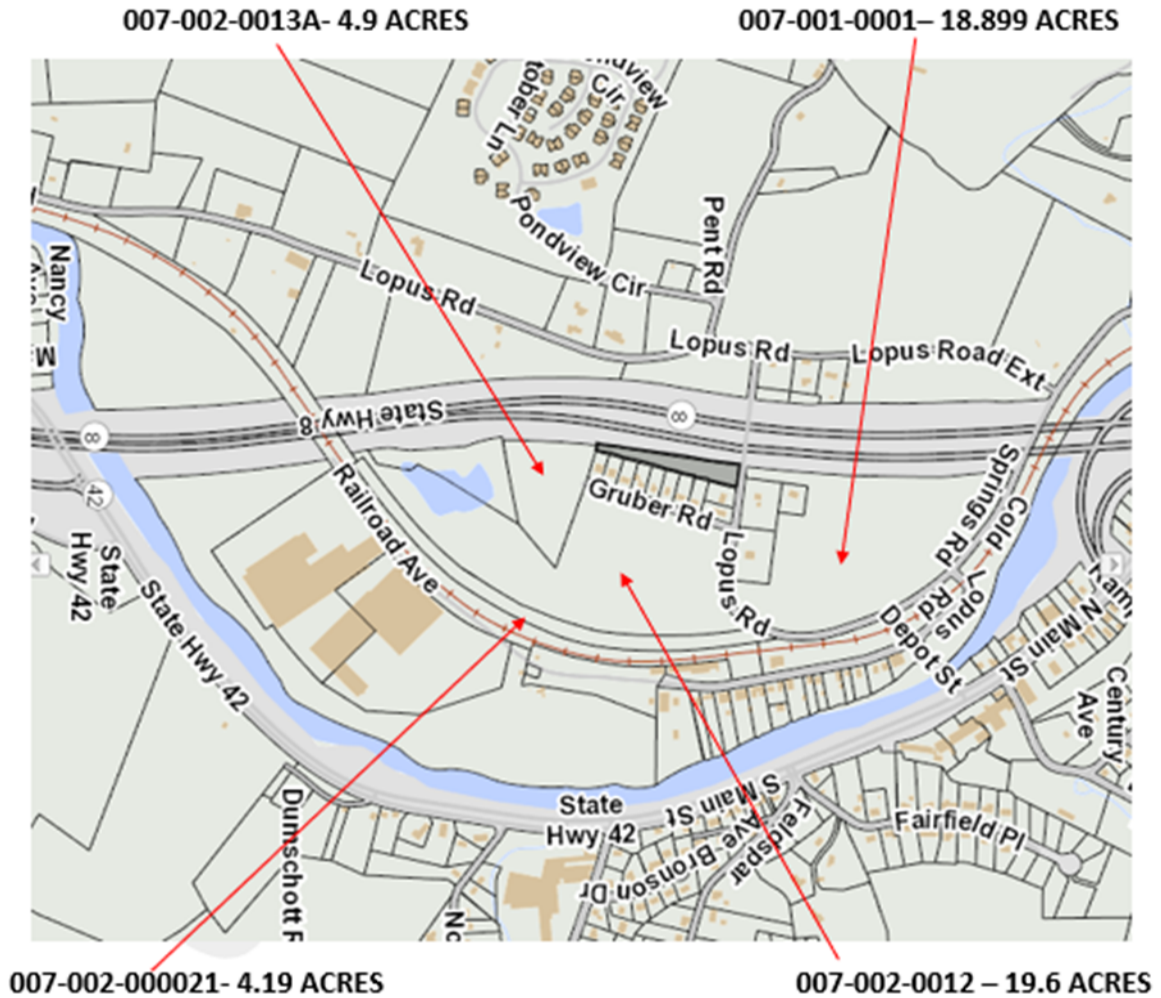 007-002-0013A- 4.9 ACRES
007-001-0001– 18.899 ACRES
Cir
Pondview Cir
Pent Rd
Nancy
Lopus Rd
Lopus Rd
Lopus Road Ext
State Hwy 8
8
8
42
Railroad Ave
Gruber Rd
Lopus Rd
Cold
Springs Rd
Lopus
Rd
Depot St
State
Hwy 42
State Hwy 42
N Main St
Century
Ave
State
Hwy 42
S Main St
Ave
Bronson Dr
Feldspar
Fairfield Pl
Dumschott R
007-002-000021- 4.19 ACRES
007-002-0012 – 19.6 ACRES